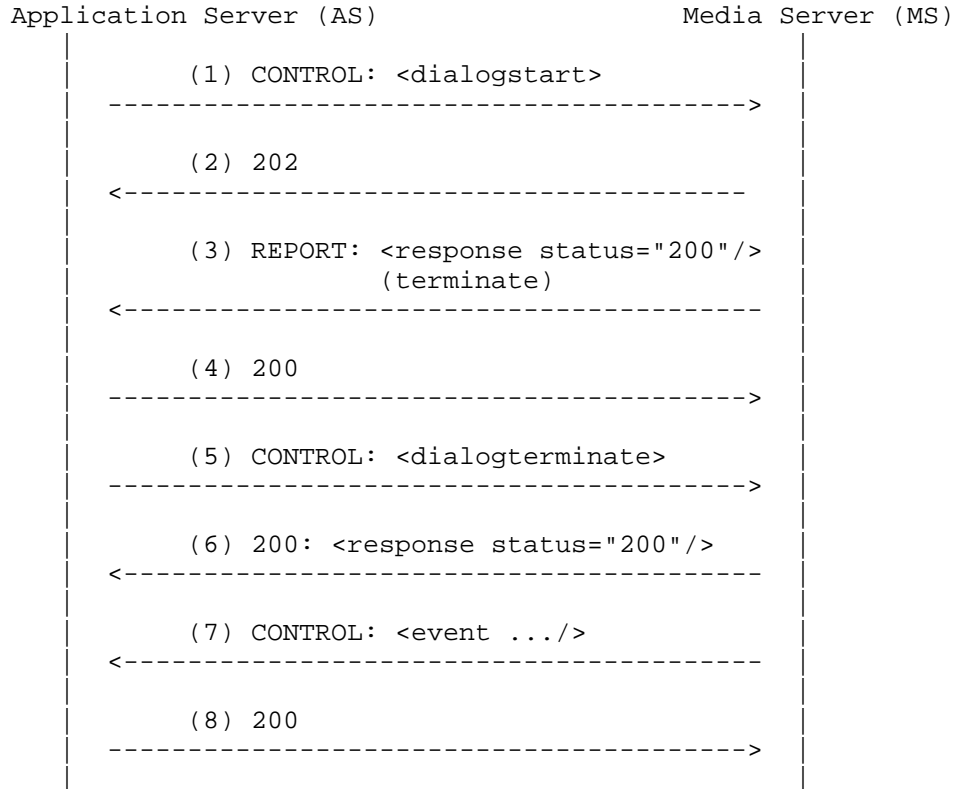 Application Server (AS) Media Server (MS)
(1) CONTROL: <dialogstart>
(2) 202
(3) REPORT: <response status="200"/>
(terminate)
(4) 200
(5) CONTROL: <dialogterminate>
(6) 200: <response status="200"/>
(7) CONTROL: <event .../>
(8) 200